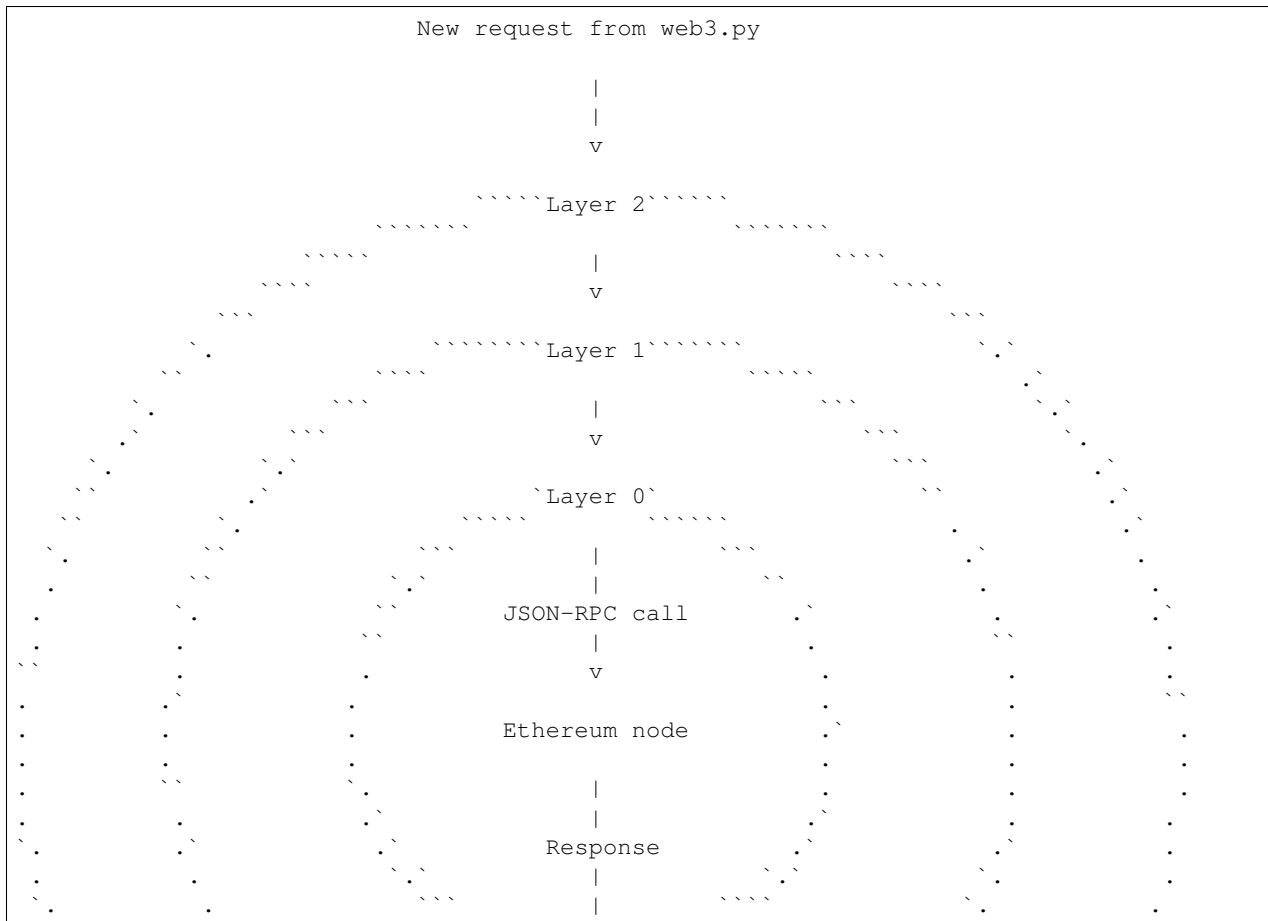 New request from web3.py
|
|
v
Layer 2
|
v
Layer 1
|
v
Layer 0
|
|
JSON-RPC call
|
v
Ethereum node
|
|
Response
|
|